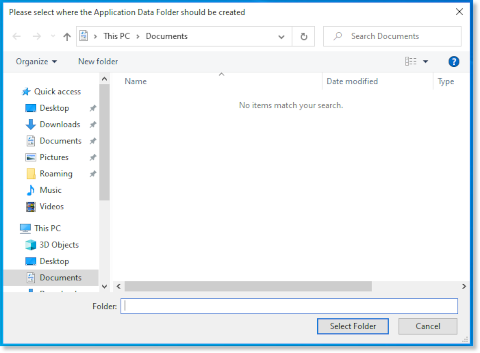 Please select where the Application Data Folder should be created
This PC
Documents
Search Documents
Organize
New folder
?
Name
Date modified
Type
No items match your search.
Quick access
Desktop
Downloads
Documents
Pictures
Roaming
Music
Videos
This PC
3D Objects
Desktop
Documents
Folder:
Select Folder
Cancel